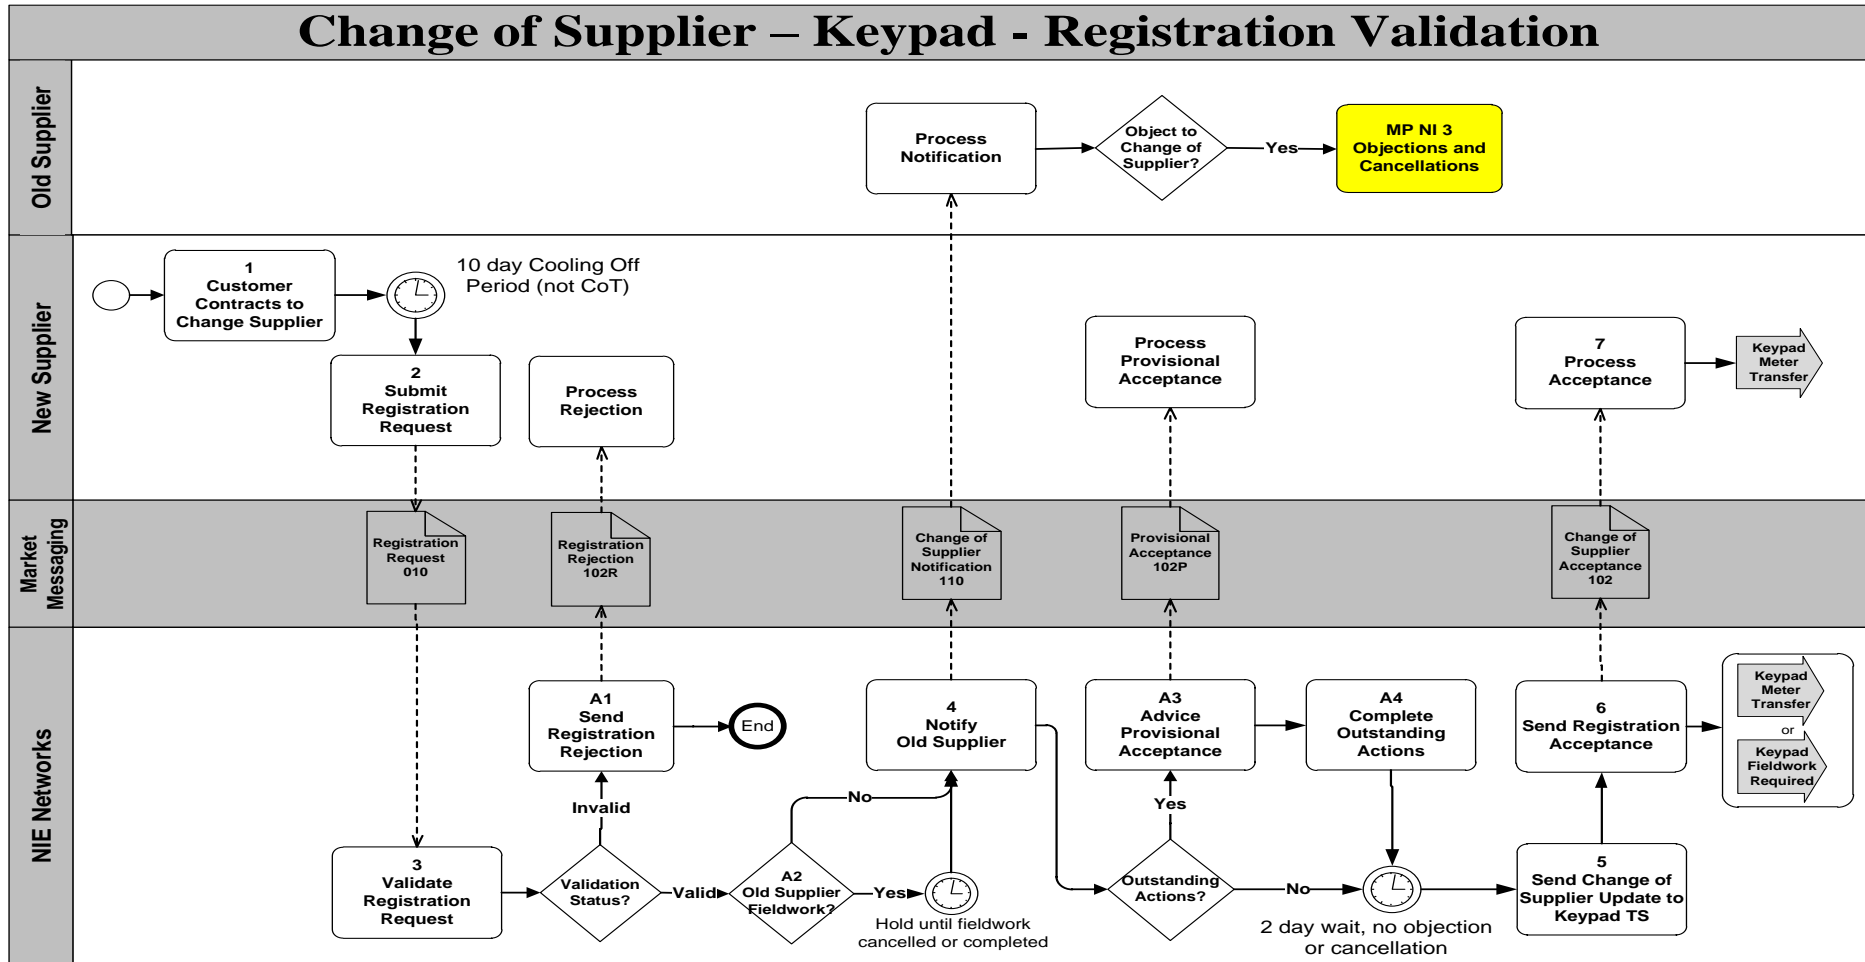 Change of Supplier – Keypad - Registration Validation
Old Supplier
Process
Notification
Object to
Change of
Supplier?
Yes
MP NI 3
Objections and
Cancellations
New Supplier
1
Customer
Contracts to
Change Supplier
10 day Cooling Off
Period (not CoT)
2
Submit
Registration
Request
Process
Rejection
Process
Provisional
Acceptance
7
Process
Acceptance
Keypad
Meter
Transfer
Market
Messaging
Registration
Request
010
Registration
Rejection
102R
Change of
Supplier
Notification
110
Provisional
Acceptance
102P
Change of
Supplier
Acceptance
102
NIE Networks
A1
Send
Registration
Rejection
End
4
Notify
Old Supplier
A3
Advice
Provisional
Acceptance
A4
Complete
Outstanding
Actions
6
Send Registration
Acceptance
Keypad
Meter
Transfer
or
Keypad
Fieldwork
Required
Invalid
No
Yes
3
Validate
Registration
Request
Validation
Status?
Valid
A2
Old Supplier
Fieldwork?
Yes
Hold until fieldwork
cancelled or completed
Outstanding
Actions?
No
2 day wait, no objection
or cancellation
5
Send Change of
Supplier Update to
Keypad TS